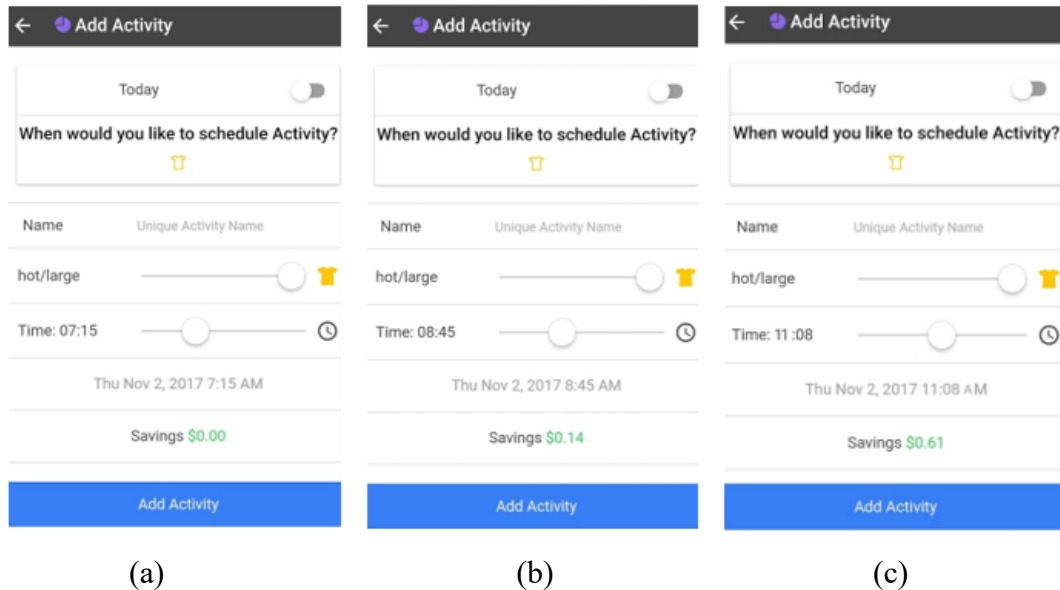 Add Activity
Today
When would you like to schedule Activity?
Name Unique Activity Name
hot/large
Time: 07:15
Thu Nov 2, 2017 7:15 AM
Savings $0.00
Add Activity
(a)
Add Activity
Today
When would you like to schedule Activity?
Name Unique Activity Name
hot/large
Time: 08:45
Thu Nov 2, 2017 8:45 AM
Savings $0.14
Add Activity
(b)
Add Activity
Today
When would you like to schedule Activity?
Name Unique Activity Name
hot/large
Time: 11:08
Thu Nov 2, 2017 11:08 AM
Savings $0.61
Add Activity
(c)